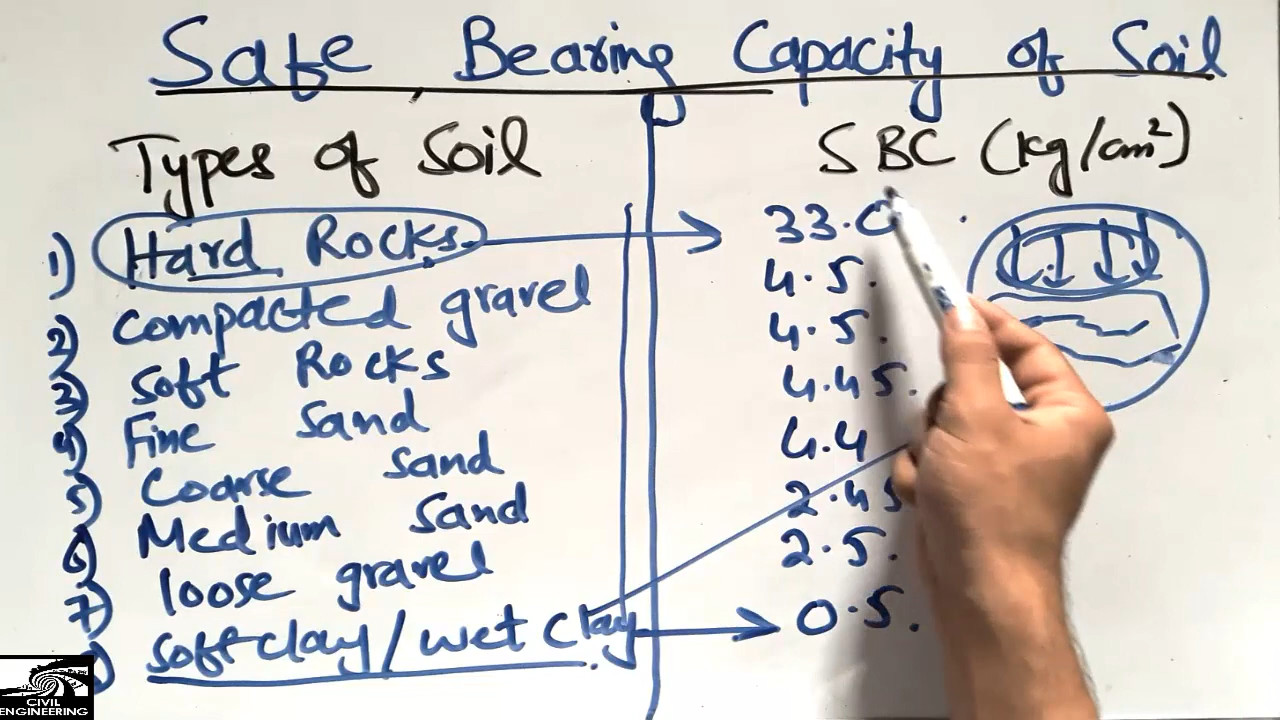 Safe Bearing Capacity of Soil
Types of Soil SBC (kg/cm²)
1) Hard Rocks. 33.0
2) compacted gravel 4.5.
3) soft Rocks 4.5.
4) Fine sand 4.45.
5) coarse sand 4.4
6) Medium sand 2.45
7) loose gravel 2.5.
soft clay / wet clay 0.5.
CIVIL
ENGINEERING